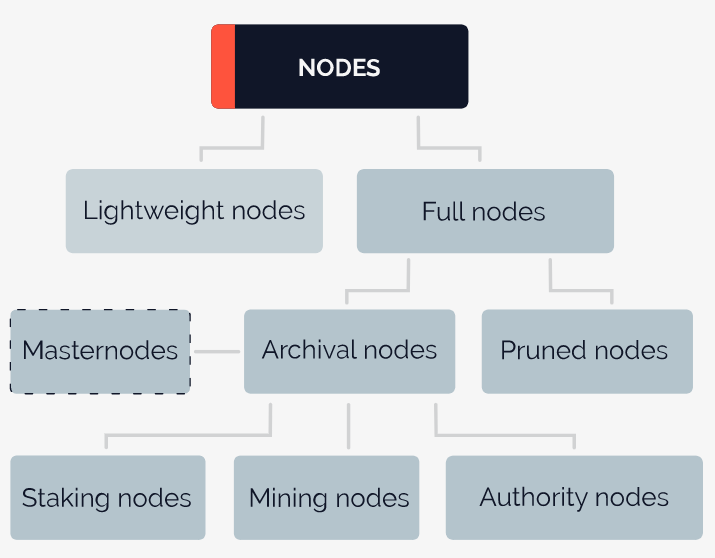 NODES
Lightweight nodes
Full nodes
Masternodes
Archival nodes
Pruned nodes
Staking nodes
Mining nodes
Authority nodes